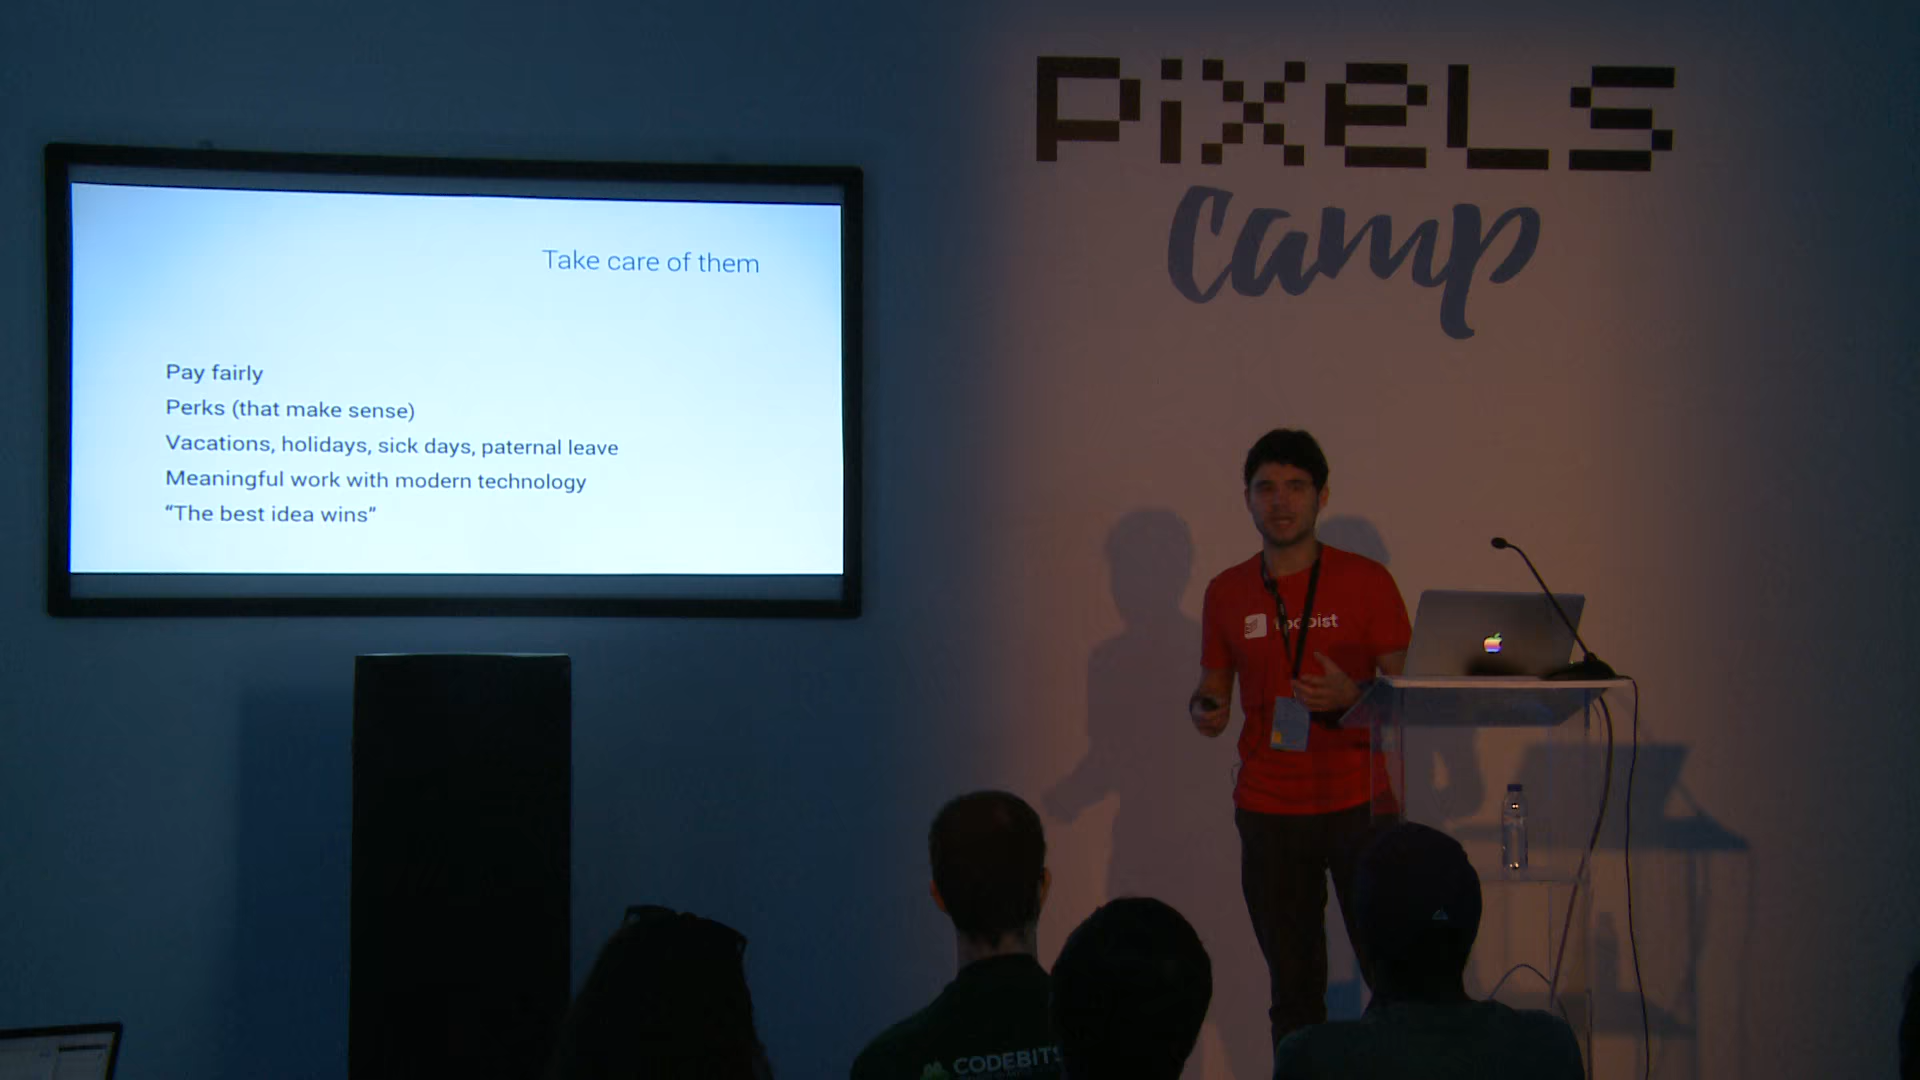 Pixels
Camp
Take care of them
Pay fairly
Perks (that make sense)
Vacations, holidays, sick days, paternal leave
Meaningful work with modern technology
“The best idea wins”
todoist
CODEBITS